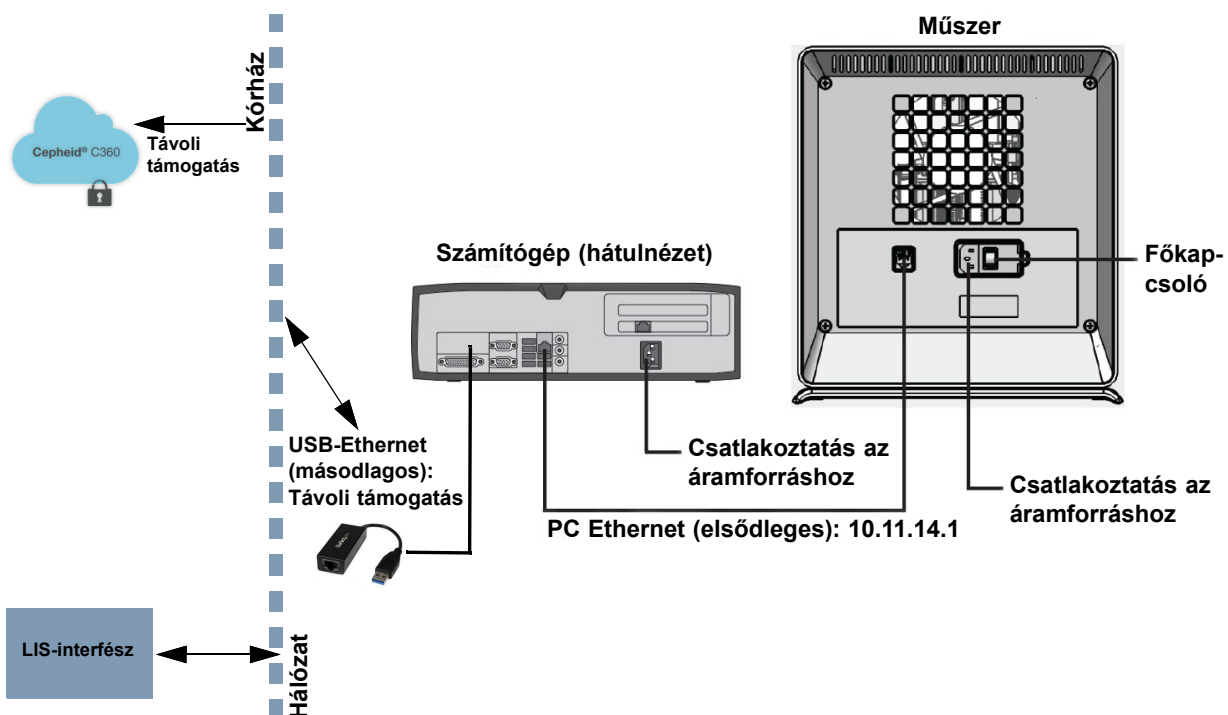 Műszer
Kórház
Cepheid® C360
Távoli
támogatás
Számítógép (hátulnézet)
Főkap-
csoló
USB-Ethernet
(másodlagos):
Távoli támogatás
Csatlakoztatás az
áramforráshoz
Csatlakoztatás az
áramforráshoz
PC Ethernet (elsődleges): 10.11.14.1
LIS-interfész
Hálózat